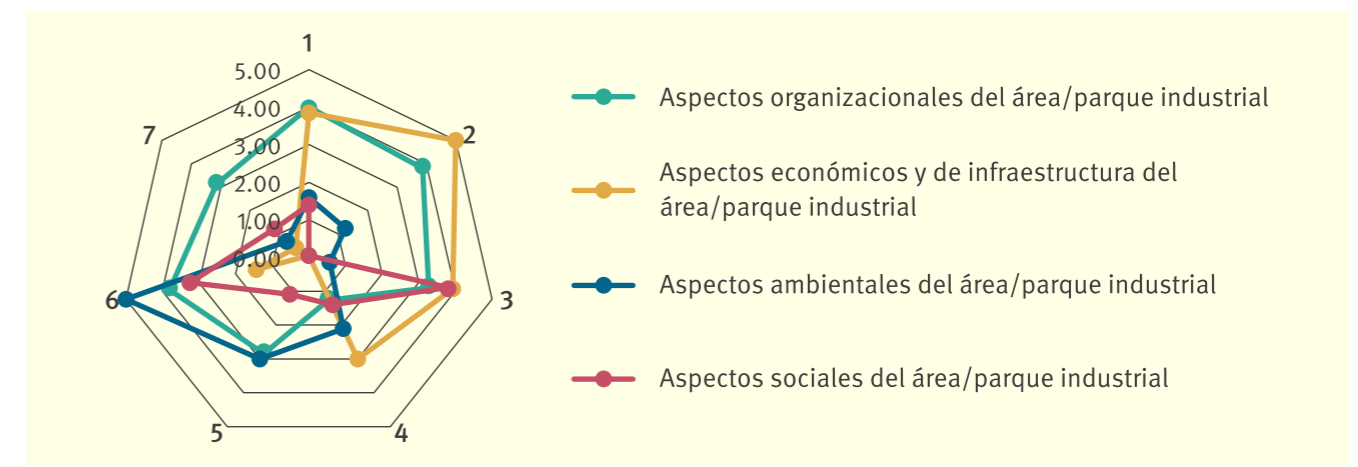 1
5.00
4.00
3.00
2.00
1.00
0.00
7
2
6
3
5
4
Aspectos organizacionales del área/parque industrial
Aspectos económicos y de infraestructura del
área/parque industrial
Aspectos ambientales del área/parque industrial
Aspectos sociales del área/parque industrial